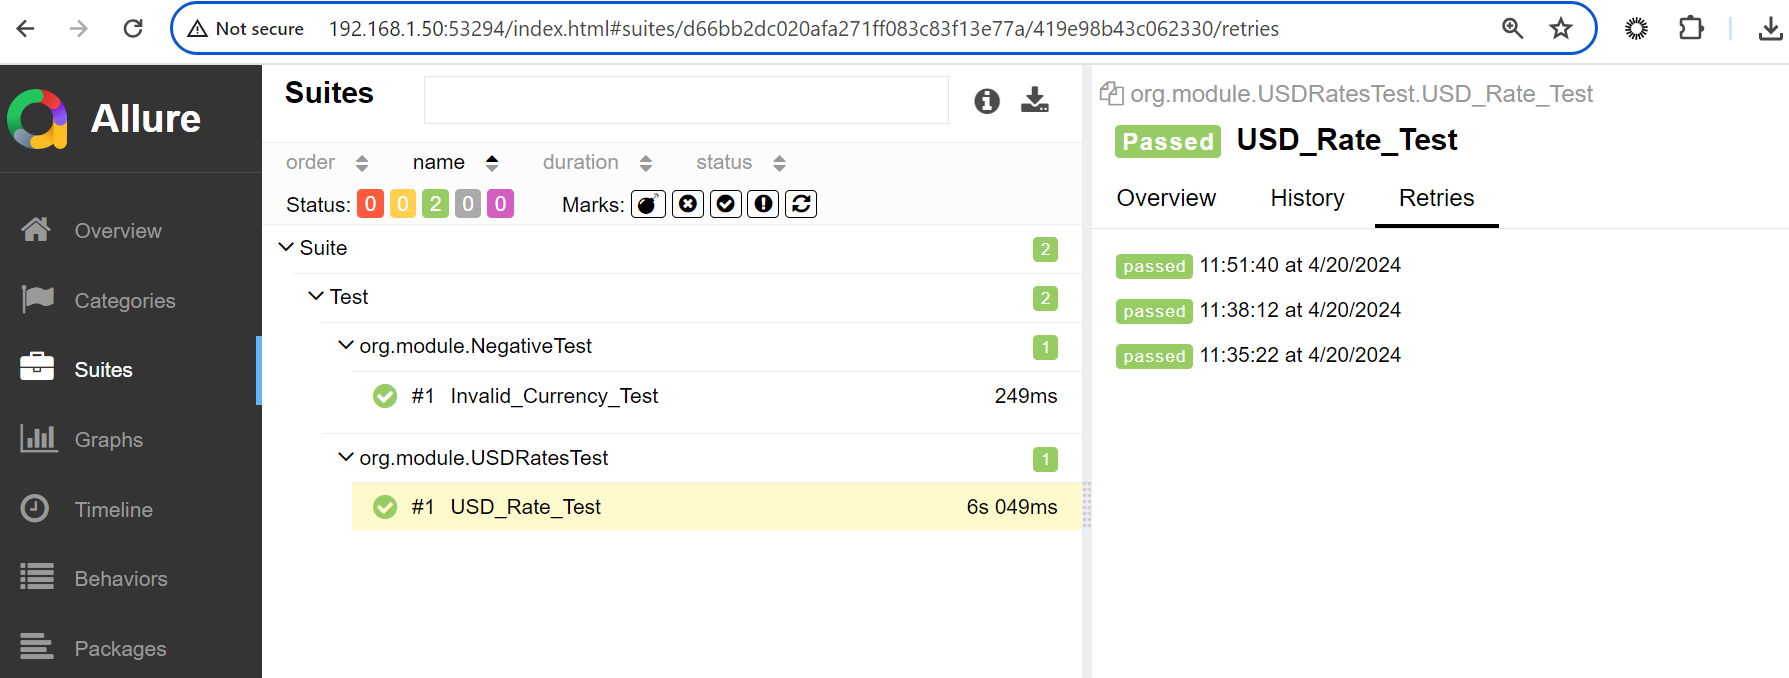 Not secure 192.168.1.50:53294/index.html#suites/d66bb2dc020afa271ff083c83f13e77a/419e98b43c062330/retries
Allure
Overview
Categories
Suites
Graphs
Timeline
Behaviors
Packages
Suites
order name duration status
Status: 0 0 2 0 0 Marks:
Suite 2
Test 2
org.module.NegativeTest 1
#1 Invalid_Currency_Test 249ms
org.module.USDRatesTest 1
#1 USD_Rate_Test 6s 049ms
org.module.USDRatesTest.USD_Rate_Test
Passed USD_Rate_Test
Overview History Retries
passed 11:51:40 at 4/20/2024
passed 11:38:12 at 4/20/2024
passed 11:35:22 at 4/20/2024